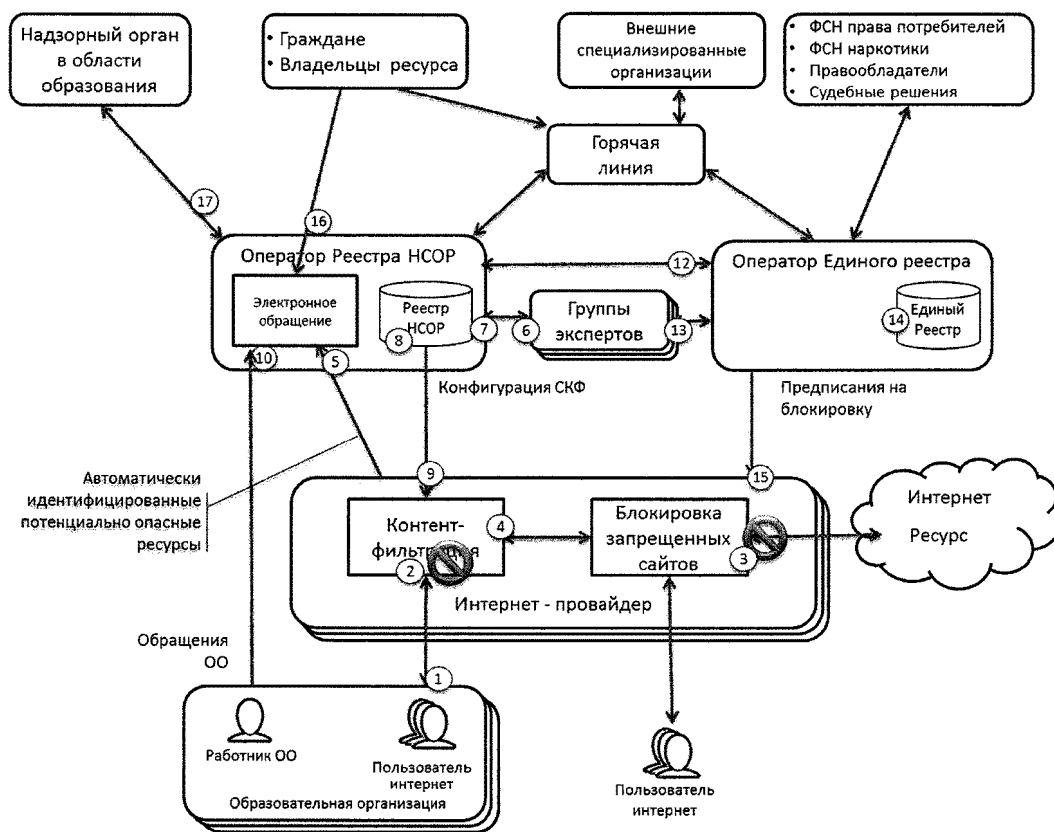 Надзорный орган
в области
образования
• Граждане
• Владельцы ресурса
Внешние
специализированные
организации
• ФСН права потребителей
• ФСН наркотики
• Правообладатели
• Судебные решения
Горячая
линия
17
16
Оператор Реестра НСОР
12
Оператор Единого реестра
Электронное
обращение
Реестр
НСОР
8
7
6
Группы
экспертов
13
14
Единый
Реестр
10
5
Конфигурация СКФ
Предписания на
блокировку
Автоматически
идентифицированные
потенциально опасные
ресурсы
9
15
Контент-
фильтрация
2
4
Блокировка
запрещенных
сайтов
3
Интернет
Ресурс
Интернет - провайдер
Обращения
ОО
1
Работник ОО
Пользователь
интернет
Образовательная организация
Пользователь
интернет